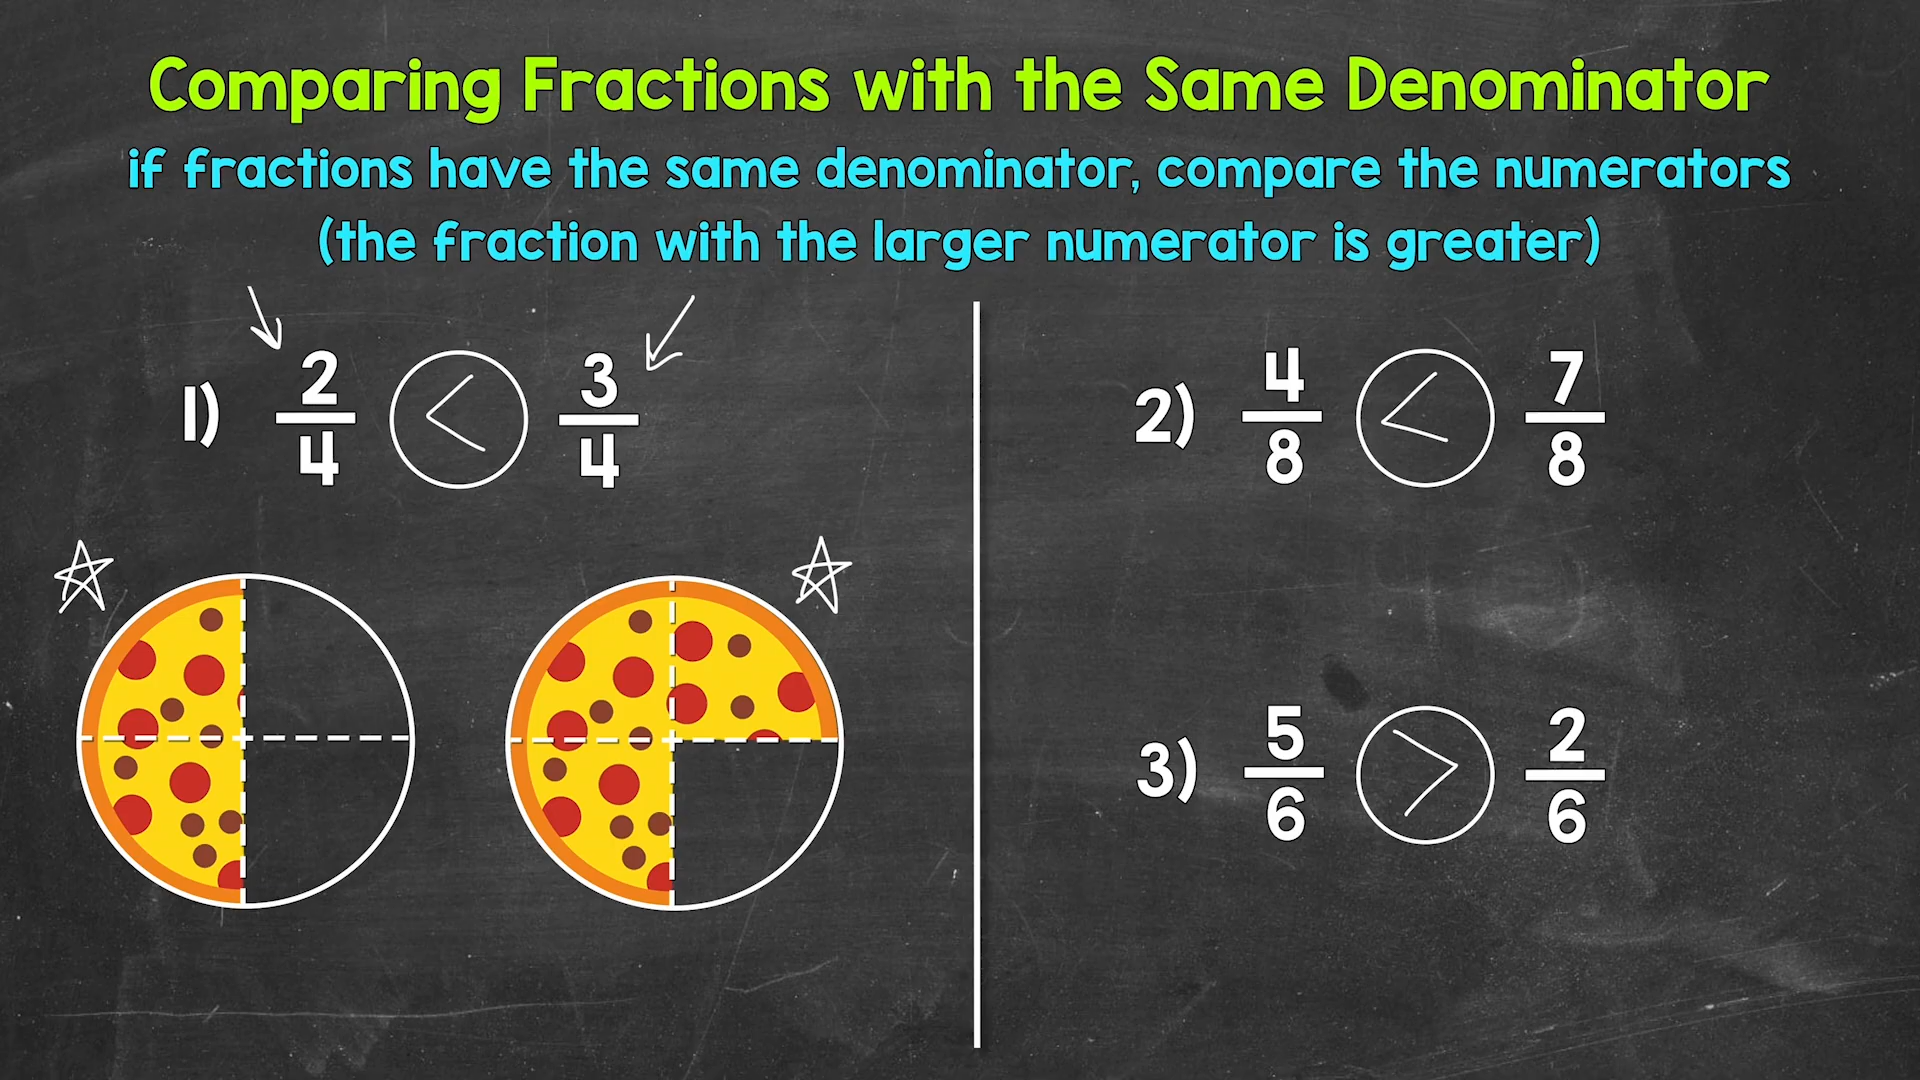 Comparing Fractions with the Same Denominator
if fractions have the same denominator, compare the numerators
(the fraction with the larger numerator is greater)
1) 2/4 < 3/4
2) 4/8 < 7/8
3) 5/6 > 2/6